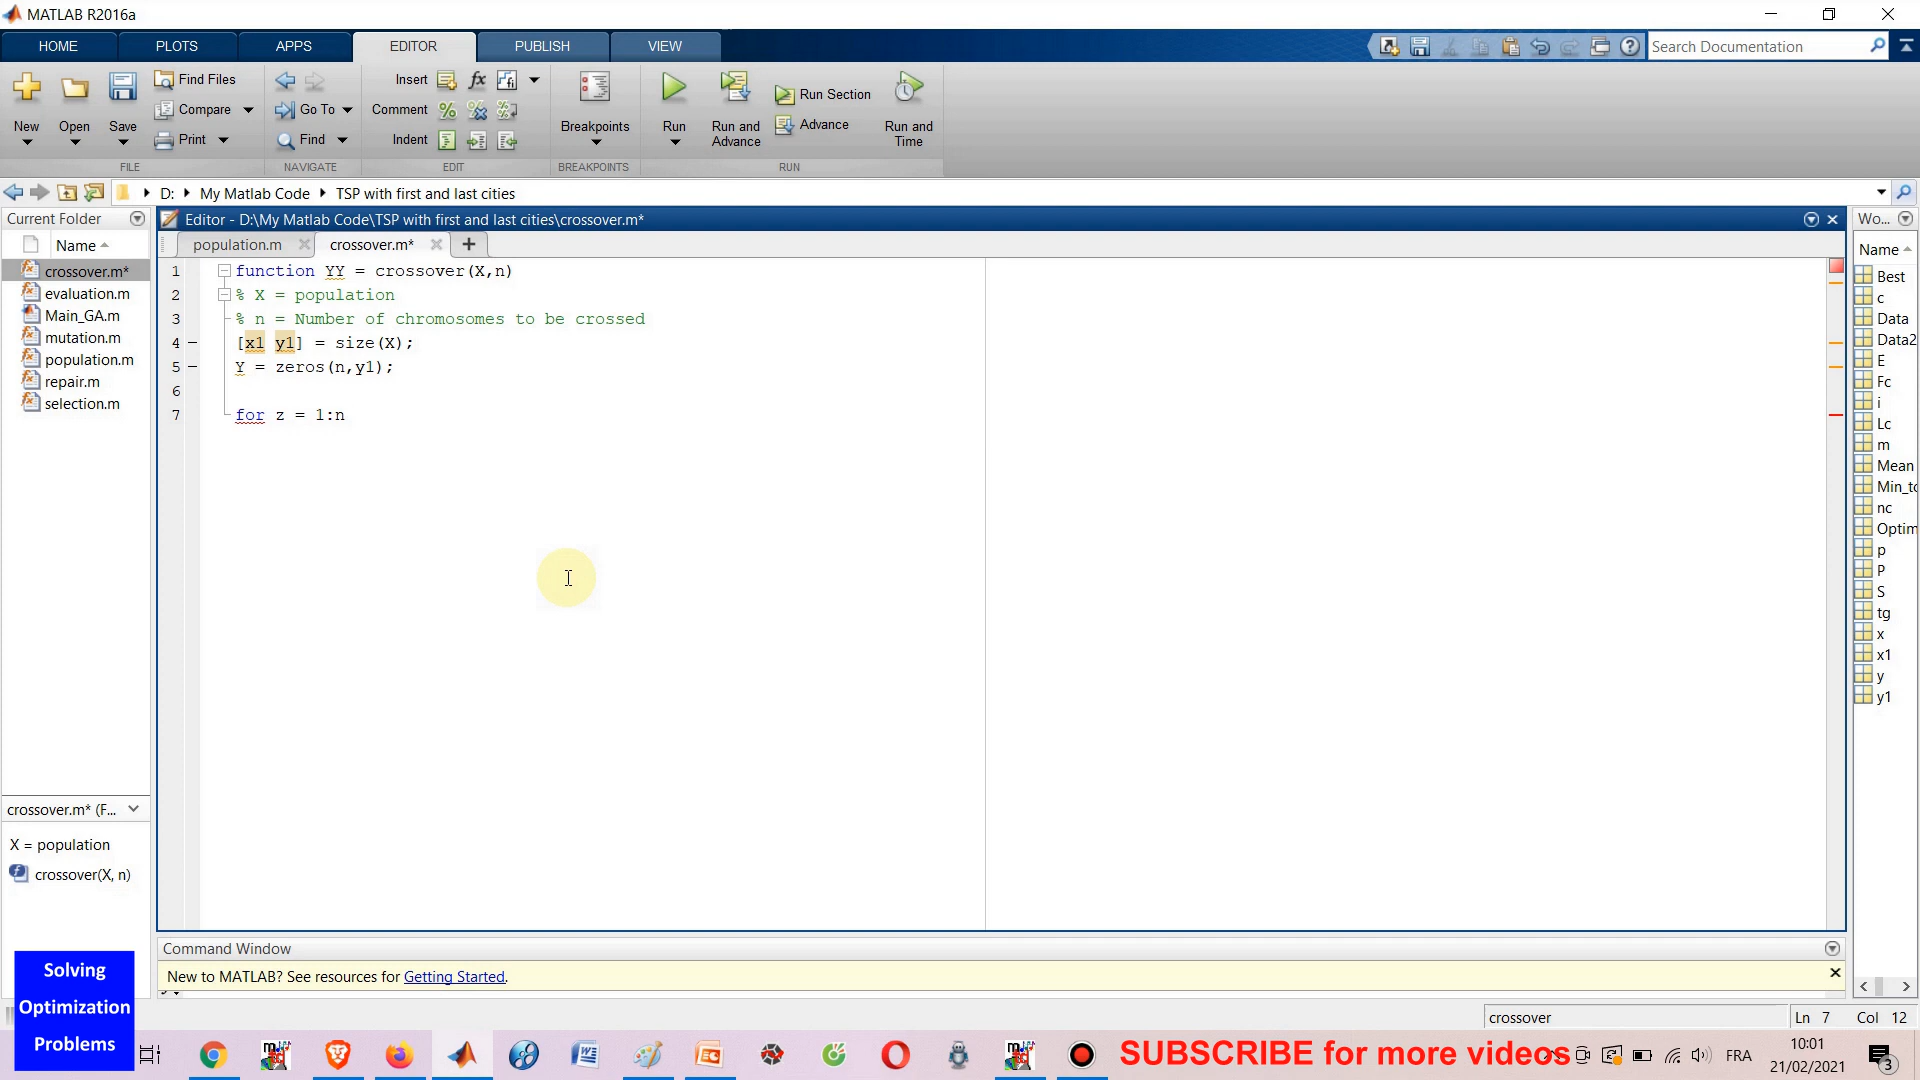 MATLAB R2016a
HOME PLOTS APPS EDITOR PUBLISH VIEW
Search Documentation
New Open Save
Find Files
Compare
Print
Go To
Find
Insert
Comment
Indent
Breakpoints
Run
Run and Advance
Run Section
Advance
Run and Time
FILE NAVIGATE EDIT BREAKPOINTS RUN
D: My Matlab Code TSP with first and last cities
Current Folder
Name
crossover.m*
evaluation.m
Main_GA.m
mutation.m
population.m
repair.m
selection.m
crossover.m* (F...
X = population
crossover(X, n)
Editor - D:\My Matlab Code\TSP with first and last cities\crossover.m*
population.m crossover.m*
1 function YY = crossover(X,n)
2 % X = population
3 % n = Number of chromosomes to be crossed
4 [x1 y1] = size(X);
5 Y = zeros(n,y1);
6
7 for z = 1:n
Command Window
New to MATLAB? See resources for Getting Started.
Wo...
Name
Best
c
Data
Data2
E
Fc
i
Lc
m
Mean
Min_to
nc
Optim
p
P
S
tg
x
x1
y
y1
crossover Ln 7 Col 12
Solving
Optimization
Problems
SUBSCRIBE for more videos
FRA
10:01
21/02/2021
3